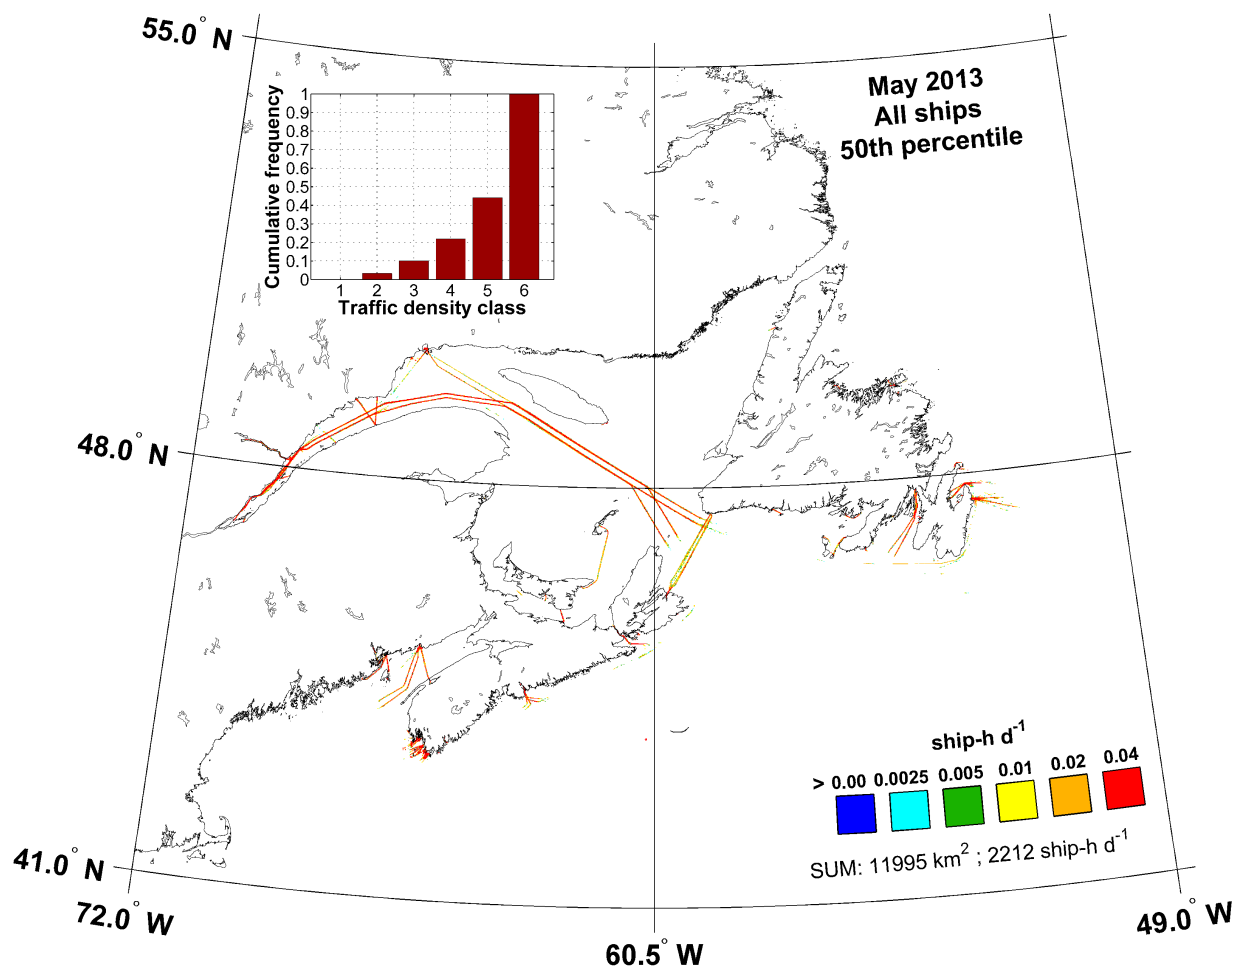 55.0° N
May 2013
All ships
50th percentile
Cumulative frequency
1
0.9
0.8
0.7
0.6
0.5
0.4
0.3
0.2
0.1
0
1 2 3 4 5 6
Traffic density class
48.0° N
ship-h d⁻¹
> 0.00 0.0025 0.005 0.01 0.02 0.04
SUM: 11995 km² ; 2212 ship-h d⁻¹
41.0° N
72.0° W
60.5° W
49.0° W